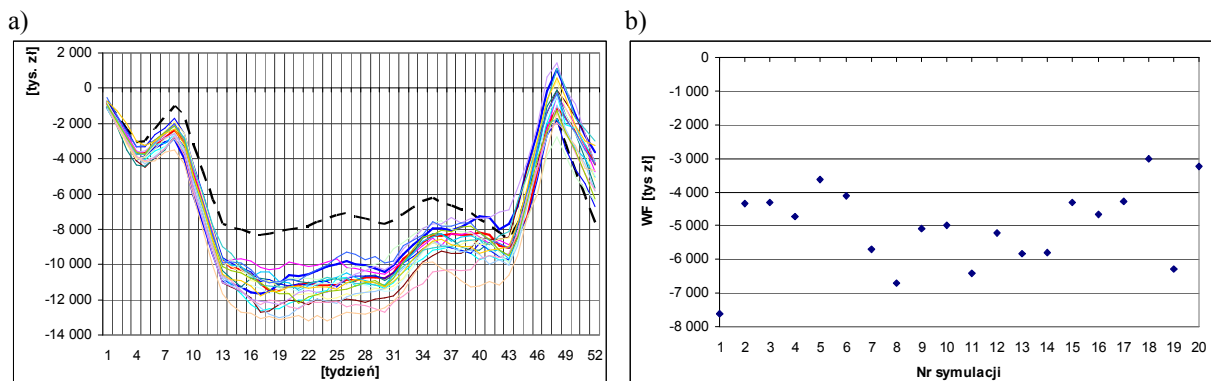 a)
[tys. zł]
2 000
0
-2 000
-4 000
-6 000
-8 000
-10 000
-12 000
-14 000
1 4 7 10 13 16 19 22 25 28 31 34 37 40 43 46 49 52
[tydzień]
b)
WF [tys zł]
0
-1 000
-2 000
-3 000
-4 000
-5 000
-6 000
-7 000
-8 000
1 2 3 4 5 6 7 8 9 10 11 12 13 14 15 16 17 18 19 20
Nr symulacji